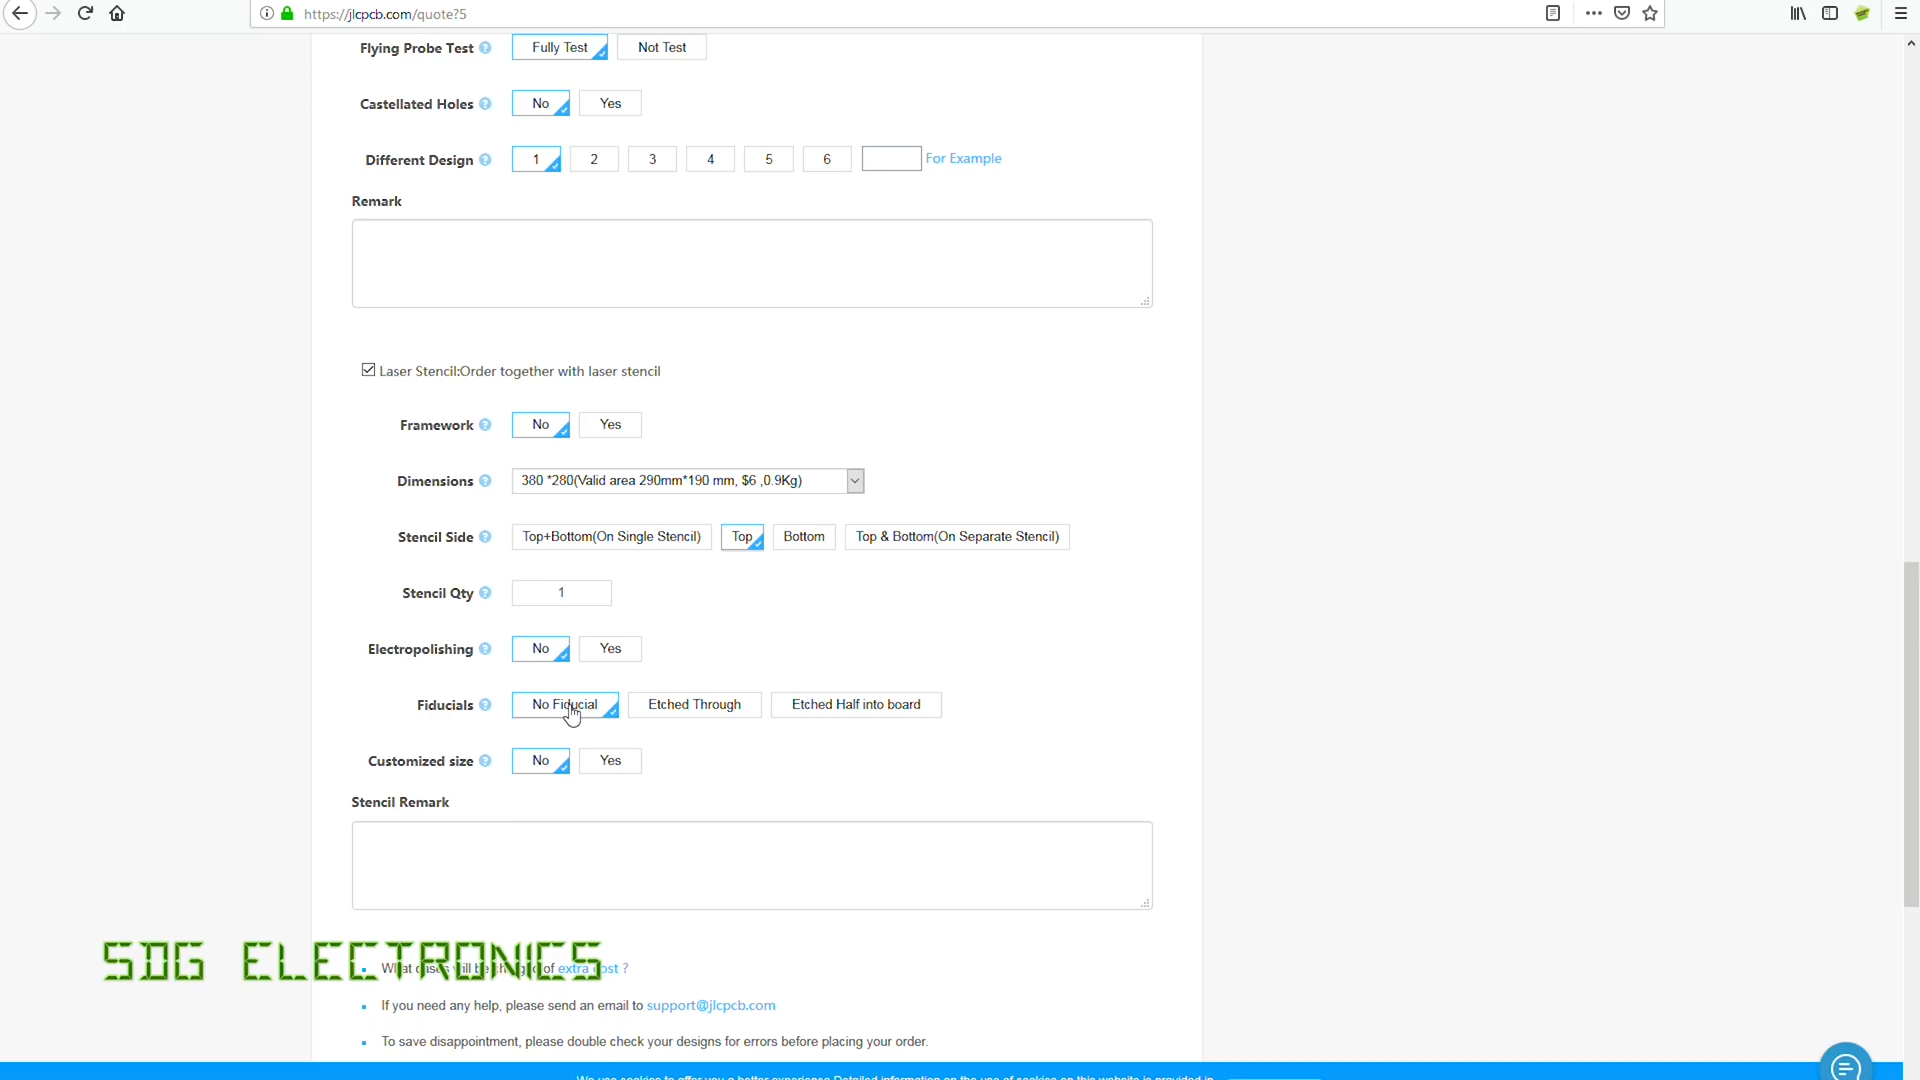 https://jlcpcb.com/quote?5
Flying Probe Test ? Fully Test Not Test
Castellated Holes ? No Yes
Different Design ? 1 2 3 4 5 6 For Example
Remark
Laser Stencil:Order together with laser stencil
Framework ? No Yes
Dimensions ? 380 *280(Valid area 290mm*190 mm, $6 ,0.9Kg)
Stencil Side ? Top+Bottom(On Single Stencil) Top Bottom Top & Bottom(On Separate Stencil)
Stencil Qty ? 1
Electropolishing ? No Yes
Fiducials ? No Fiducial Etched Through Etched Half into board
Customized size ? No Yes
Stencil Remark
SDG ELECTRONICS
What cases will be charged of extra cost ?
If you need any help, please send an email to support@jlcpcb.com
To save disappointment, please double check your designs for errors before placing your order.
We use cookies to offer you a better experience Detailed information on the use of cookies on this website is provided in